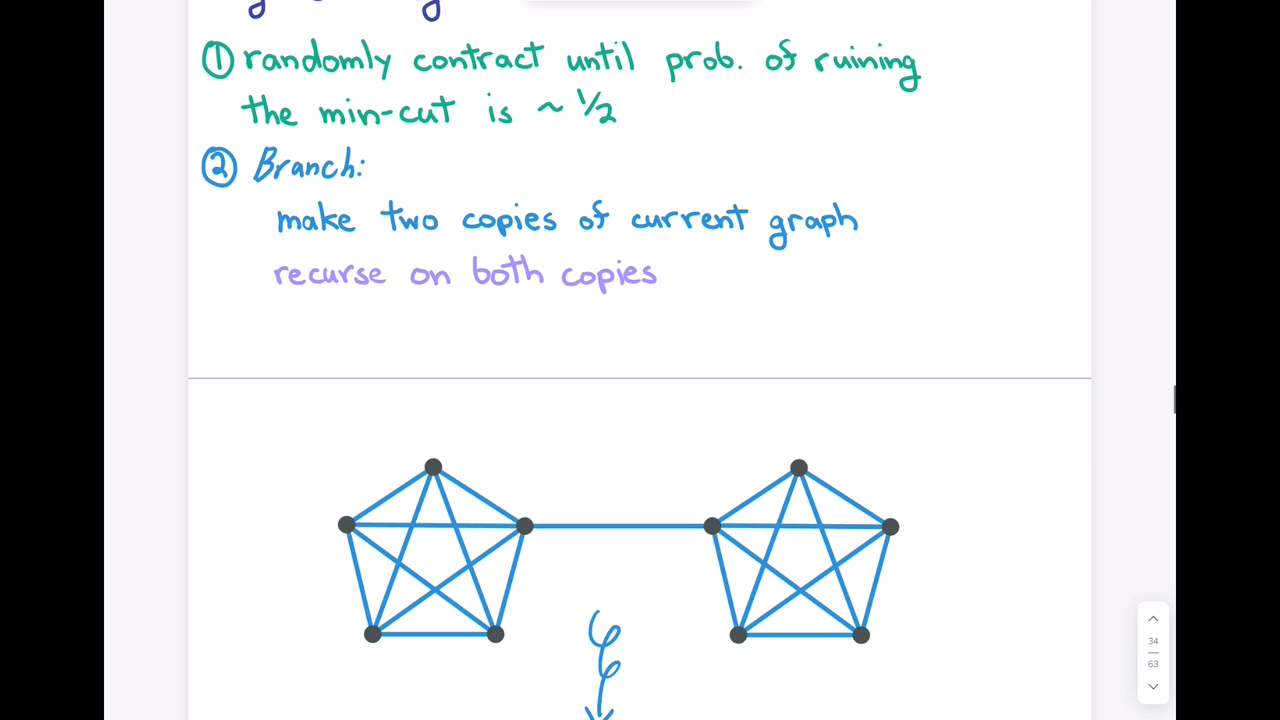 ① randomly contract until prob. of ruining
the min-cut is ~ 1/2
② Branch:
make two copies of current graph
recurse on both copies
34
63